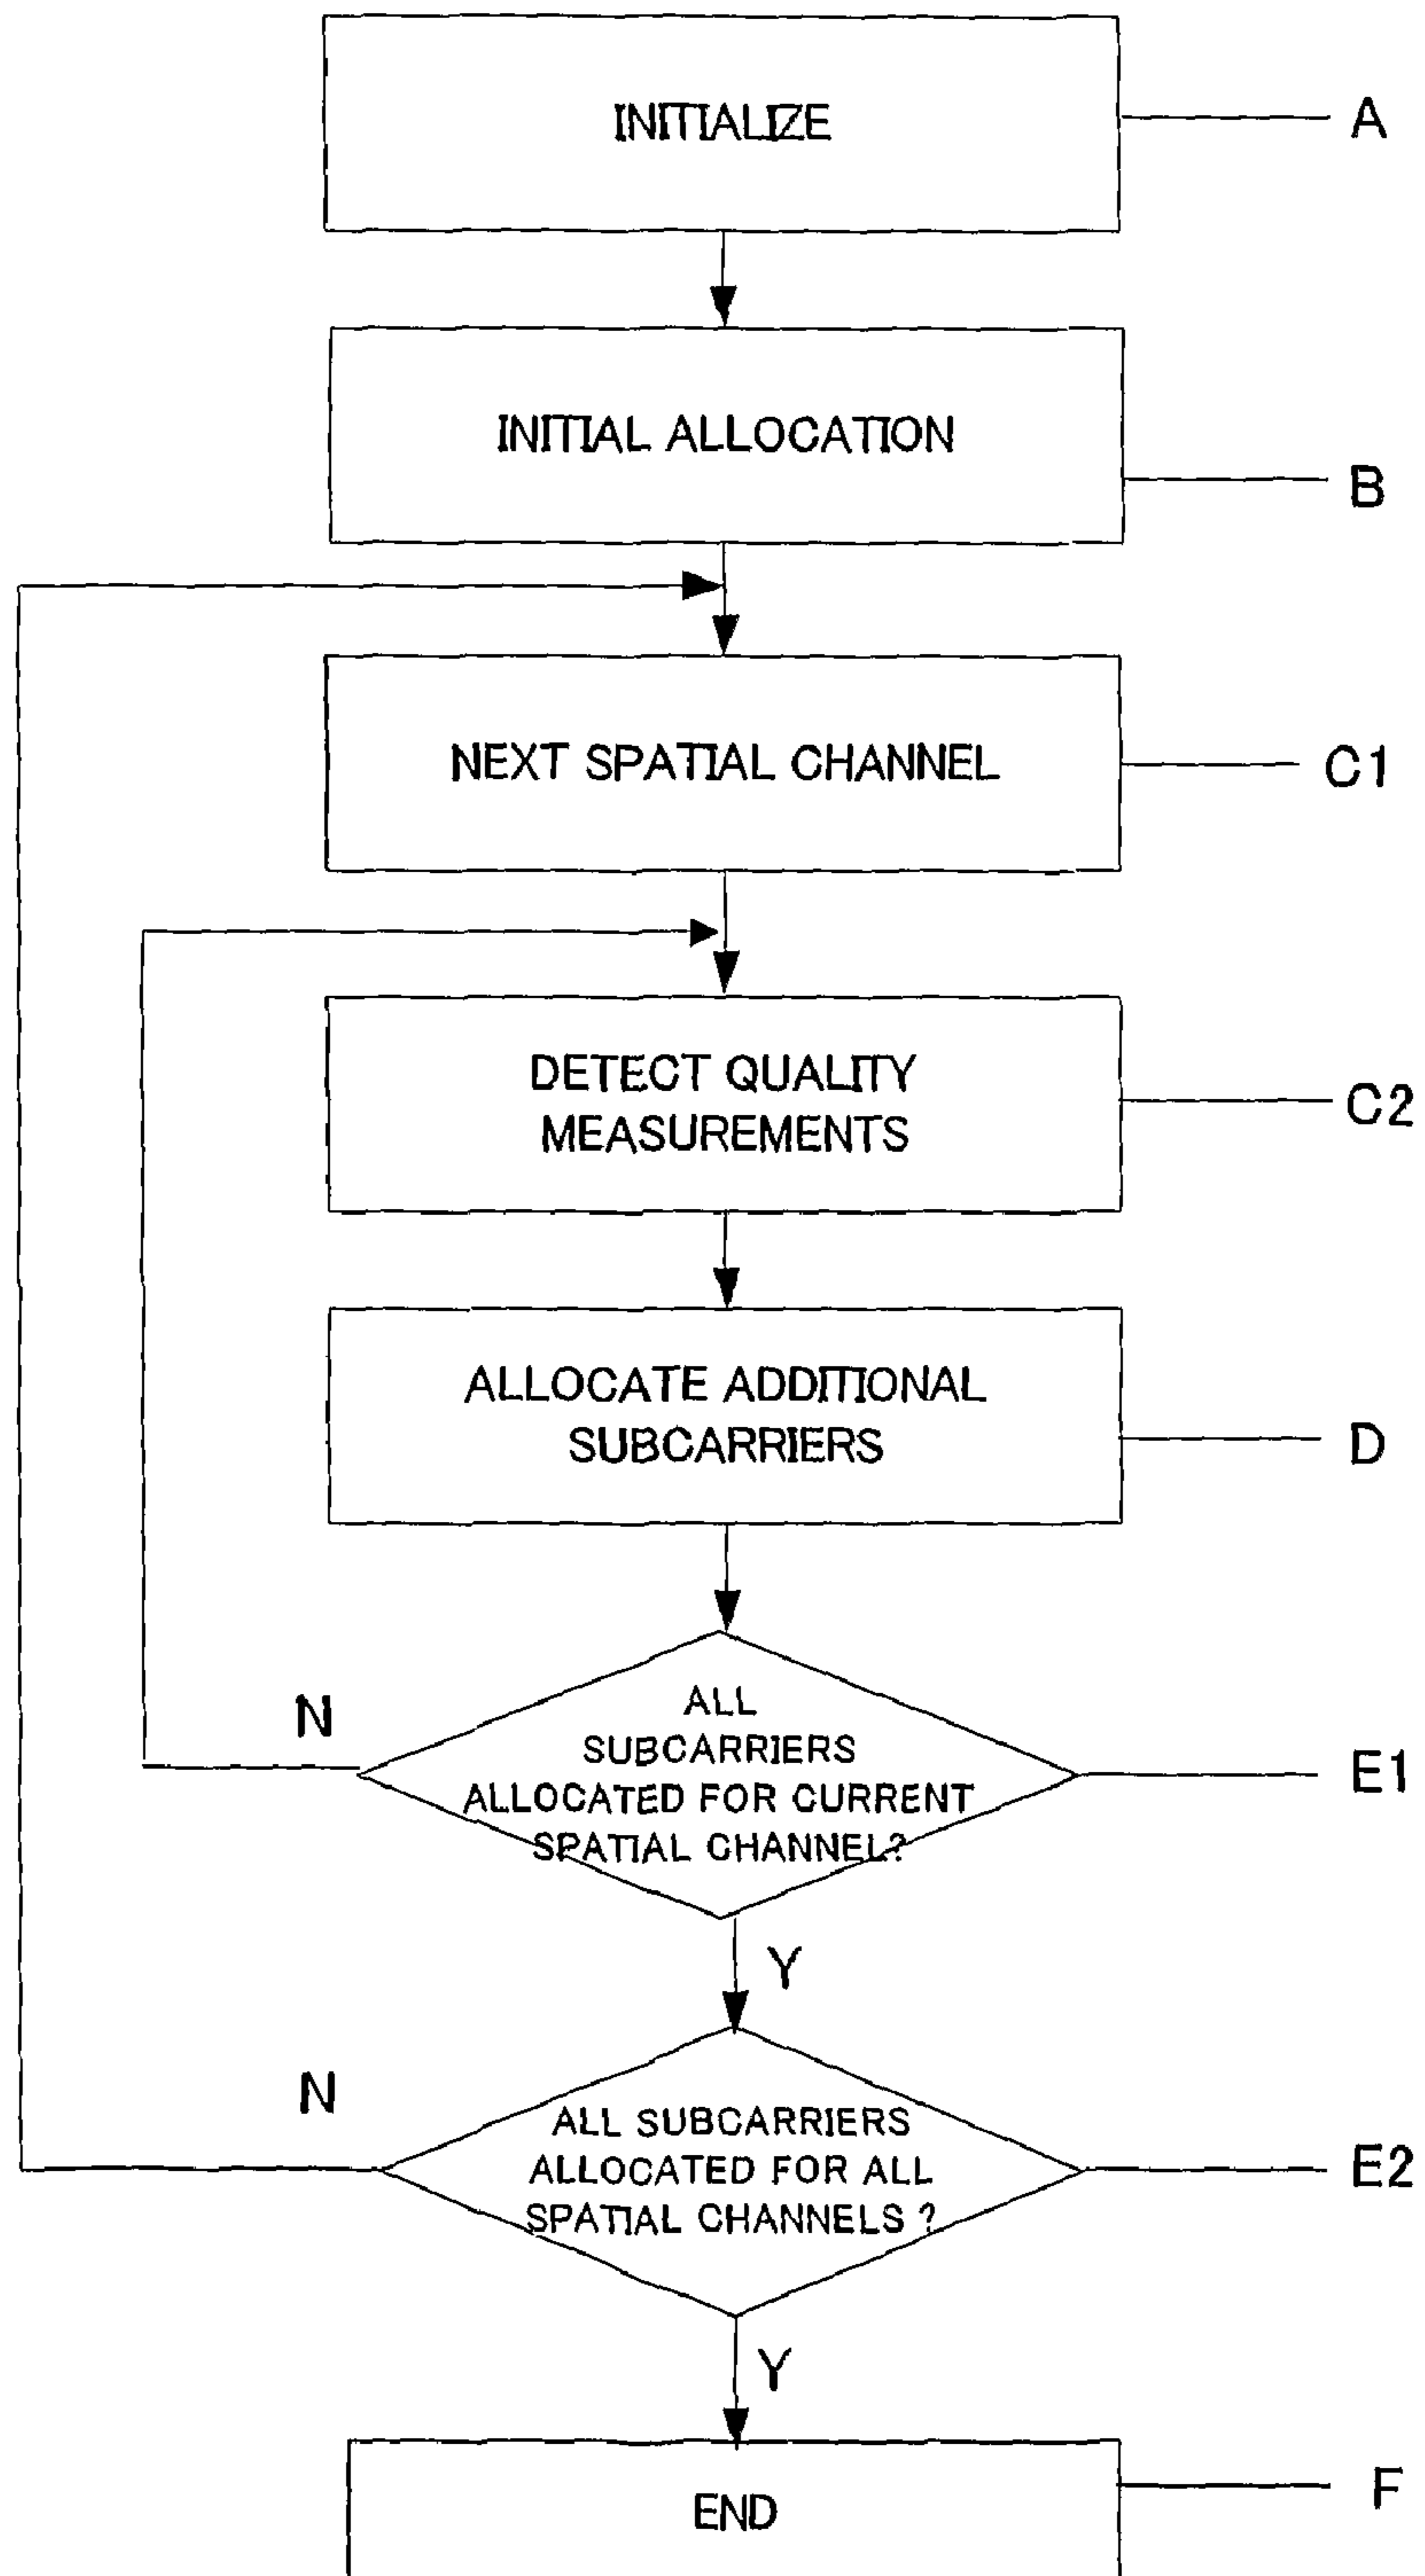 INITIALIZE
A
INITIAL ALLOCATION
B
NEXT SPATIAL CHANNEL
C1
DETECT QUALITY
MEASUREMENTS
C2
ALLOCATE ADDITIONAL
SUBCARRIERS
D
N
ALL
SUBCARRIERS
ALLOCATED FOR CURRENT
SPATIAL CHANNEL?
E1
Y
N
ALL SUBCARRIERS
ALLOCATED FOR ALL
SPATIAL CHANNELS ?
E2
Y
END
F